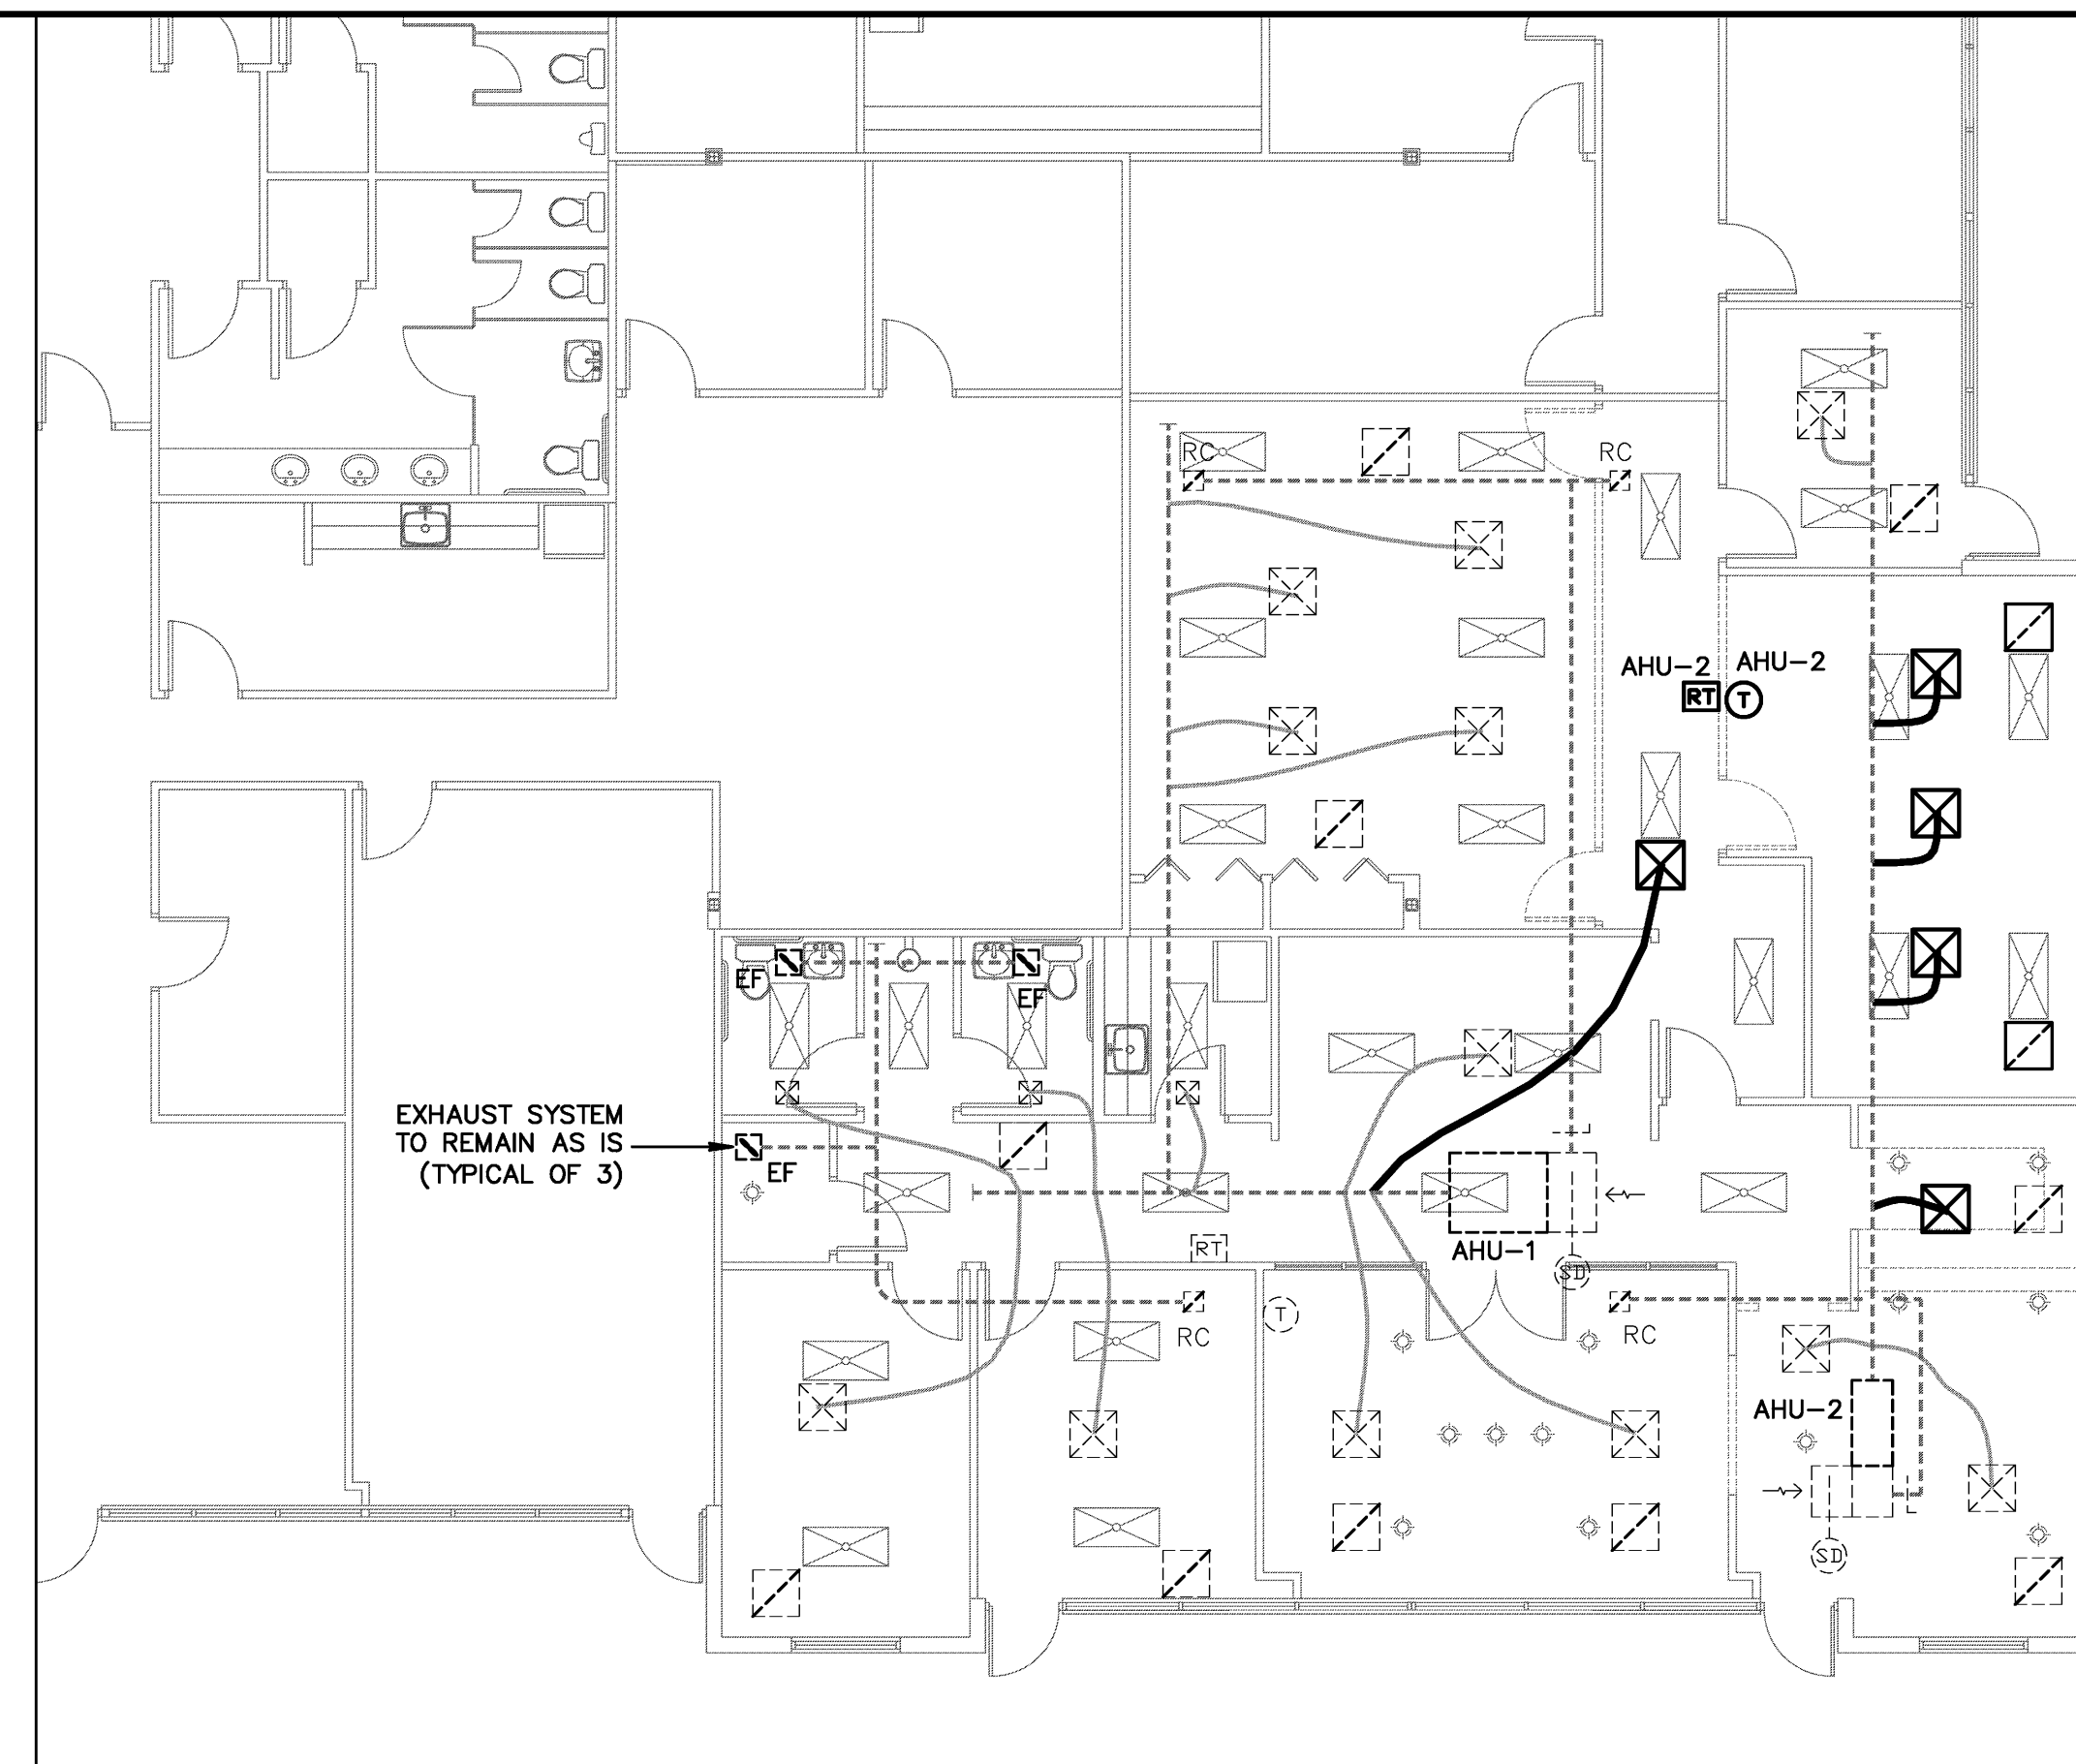 RC
RC
AHU-2
AHU-2
RT
T
EF
EF
EXHAUST SYSTEM
TO REMAIN AS IS
(TYPICAL OF 3)
EF
RT
AHU-1
SD
T
RC
RC
AHU-2
SD